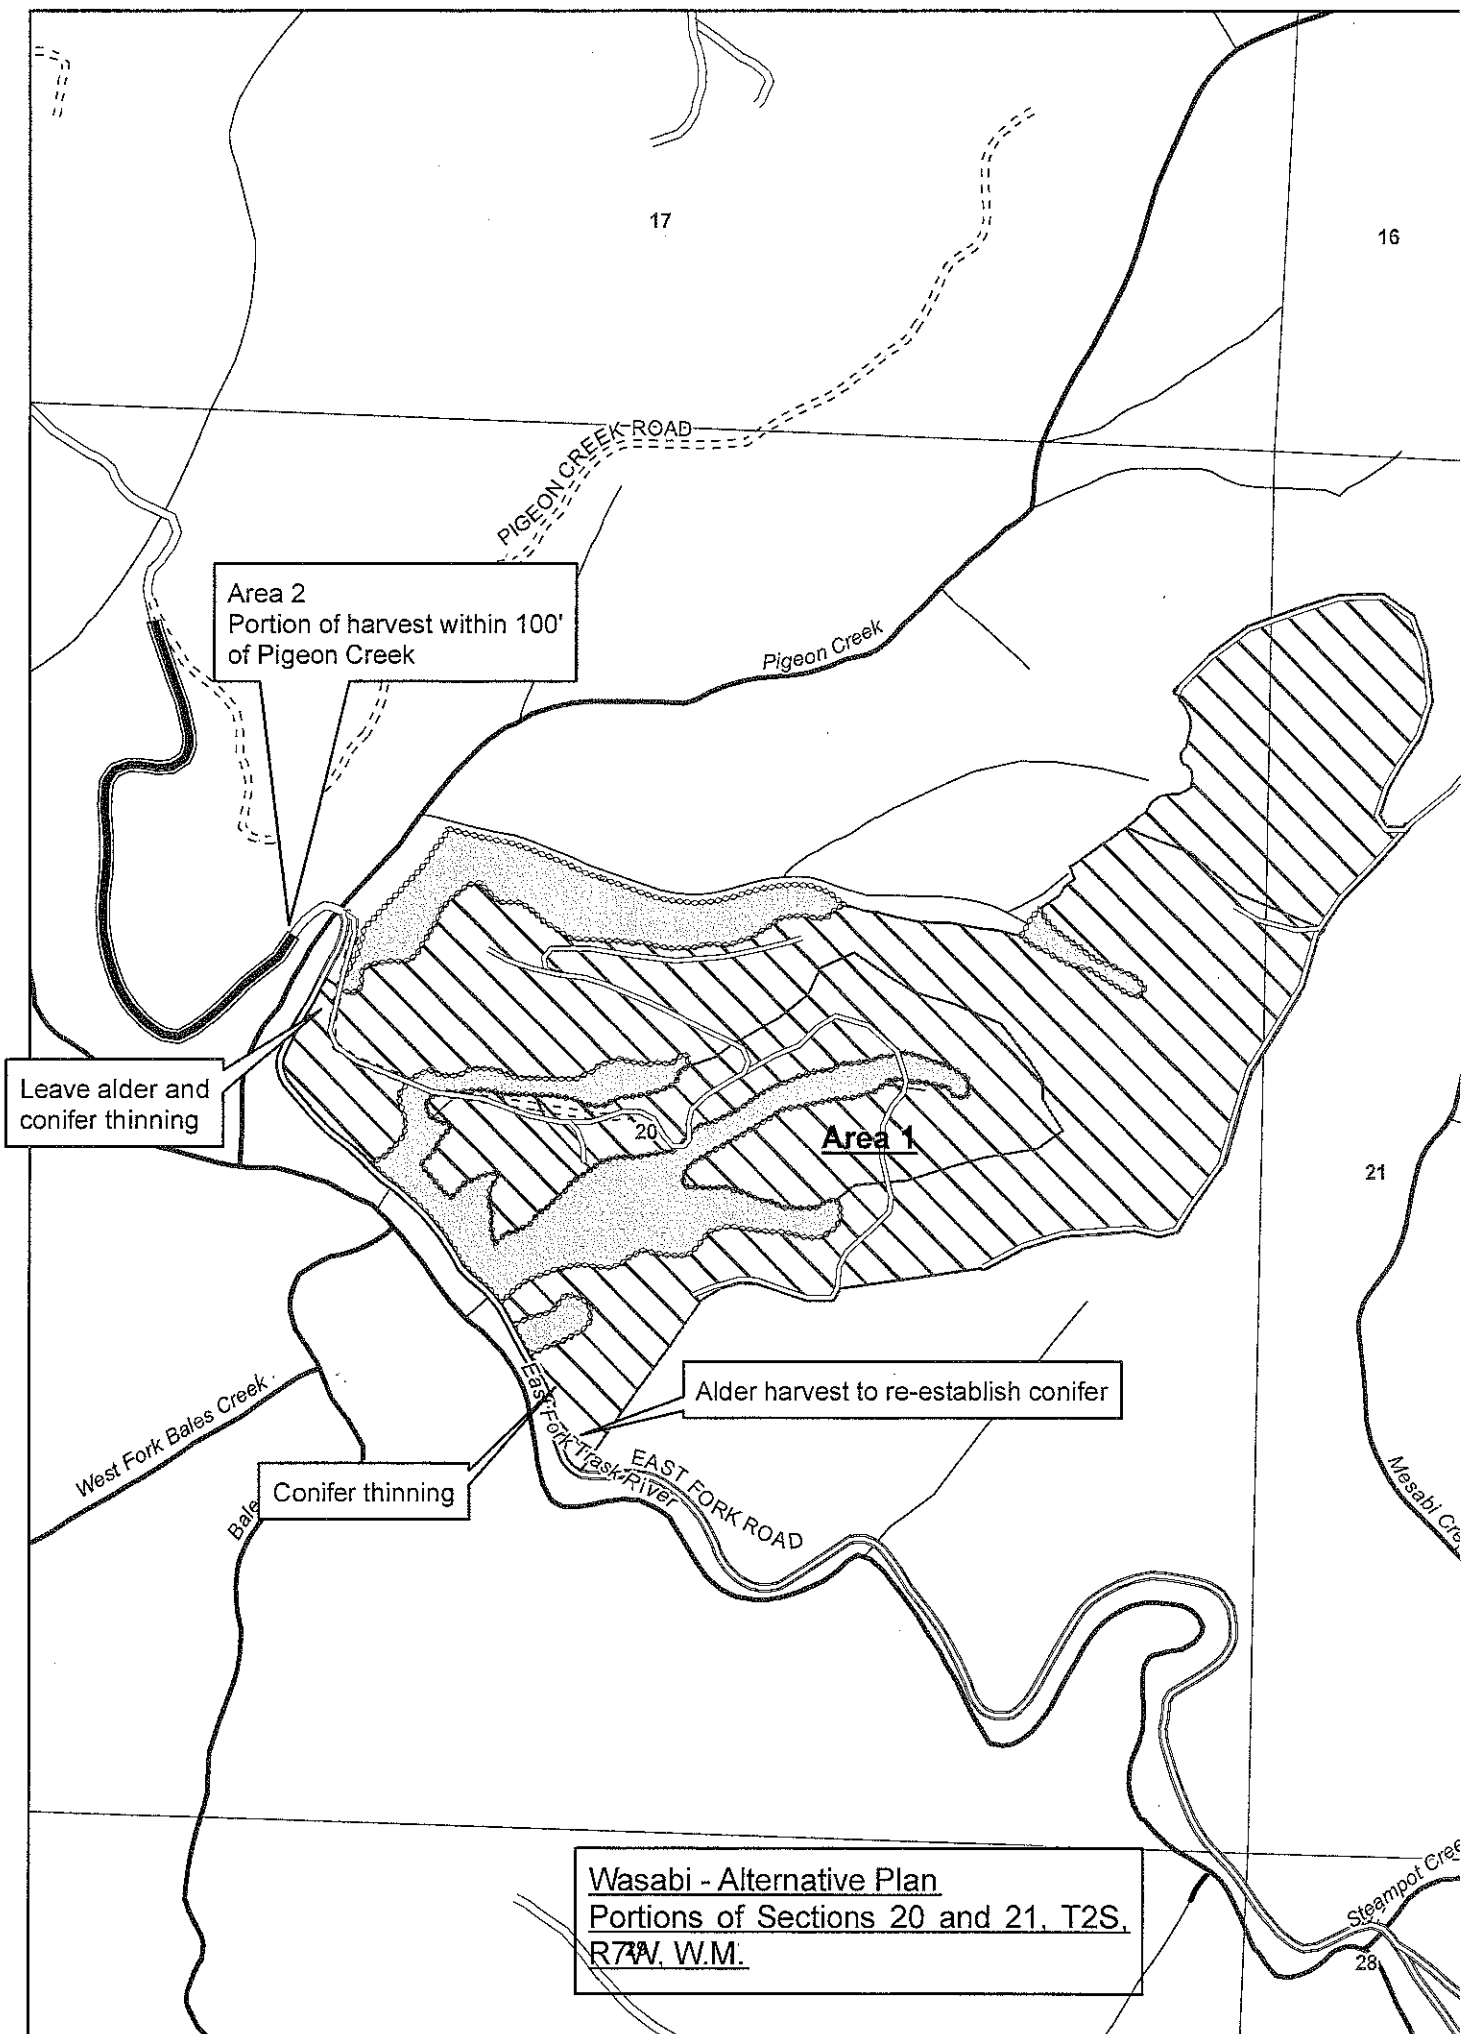 17
16
PIGEON CREEK ROAD
Area 2
Portion of harvest within 100'
of Pigeon Creek
Pigeon Creek
Leave alder and
conifer thinning
20
Area 1
21
Alder harvest to re-establish conifer
West Fork Bales Creek
Conifer thinning
Bale
East Fork Trask River
EAST FORK ROAD
Mesabi Cree
Wasabi - Alternative Plan
Portions of Sections 20 and 21, T2S,
R7W, W.M.
Steampot Cree
28